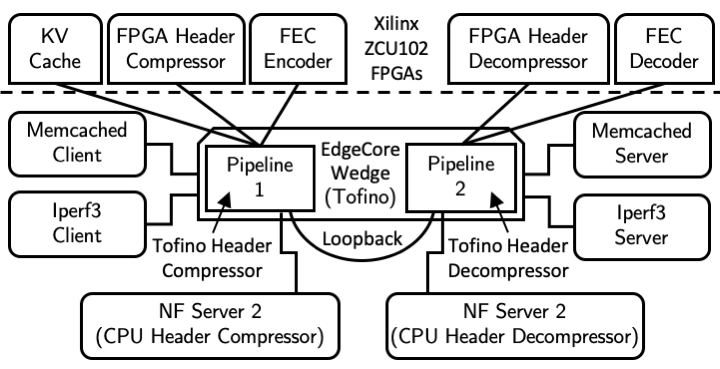 KV
Cache
FPGA Header
Compressor
FEC
Encoder
Xilinx
ZCU102
FPGAs
FPGA Header
Decompressor
FEC
Decoder
Memcached
Client
Iperf3
Client
Pipeline
1
EdgeCore
Wedge
(Tofino)
Pipeline
2
Memcached
Server
Iperf3
Server
Tofino Header
Compressor
Loopback
Tofino Header
Decompressor
NF Server 2
(CPU Header Compressor)
NF Server 2
(CPU Header Decompressor)